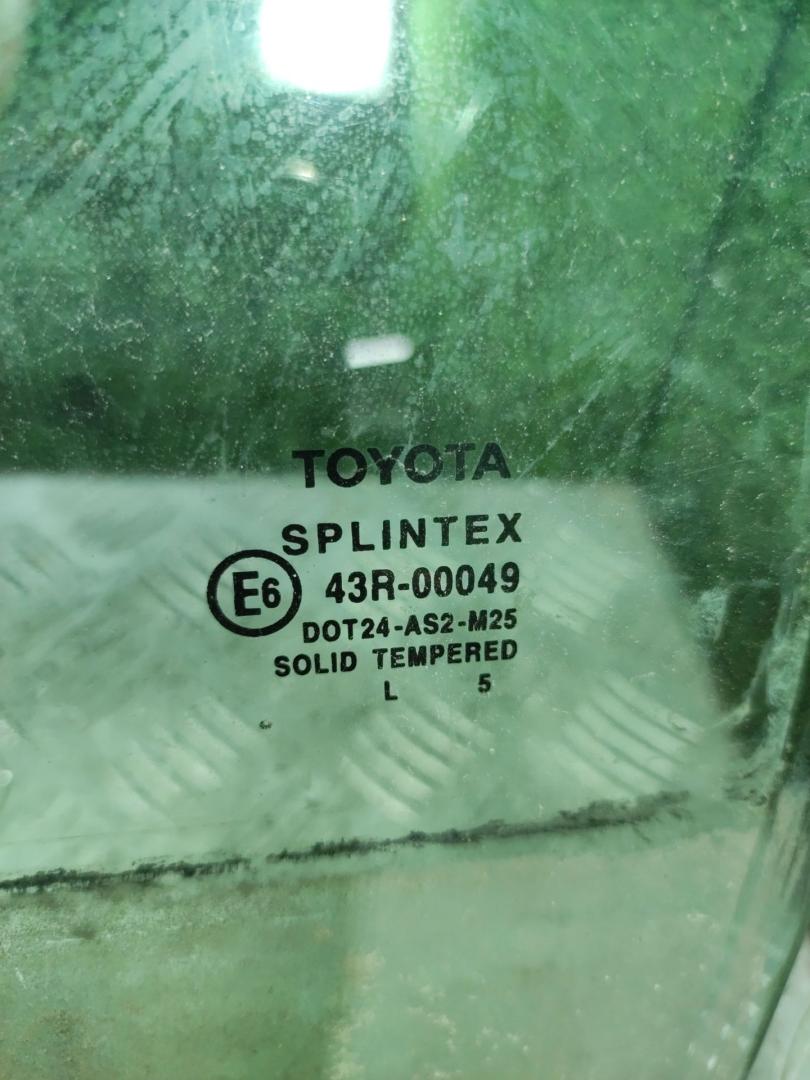 TOYOTA
SPLINTEX
E6 43R-00049
DOT24-AS2-M25
SOLID TEMPERED
L 5